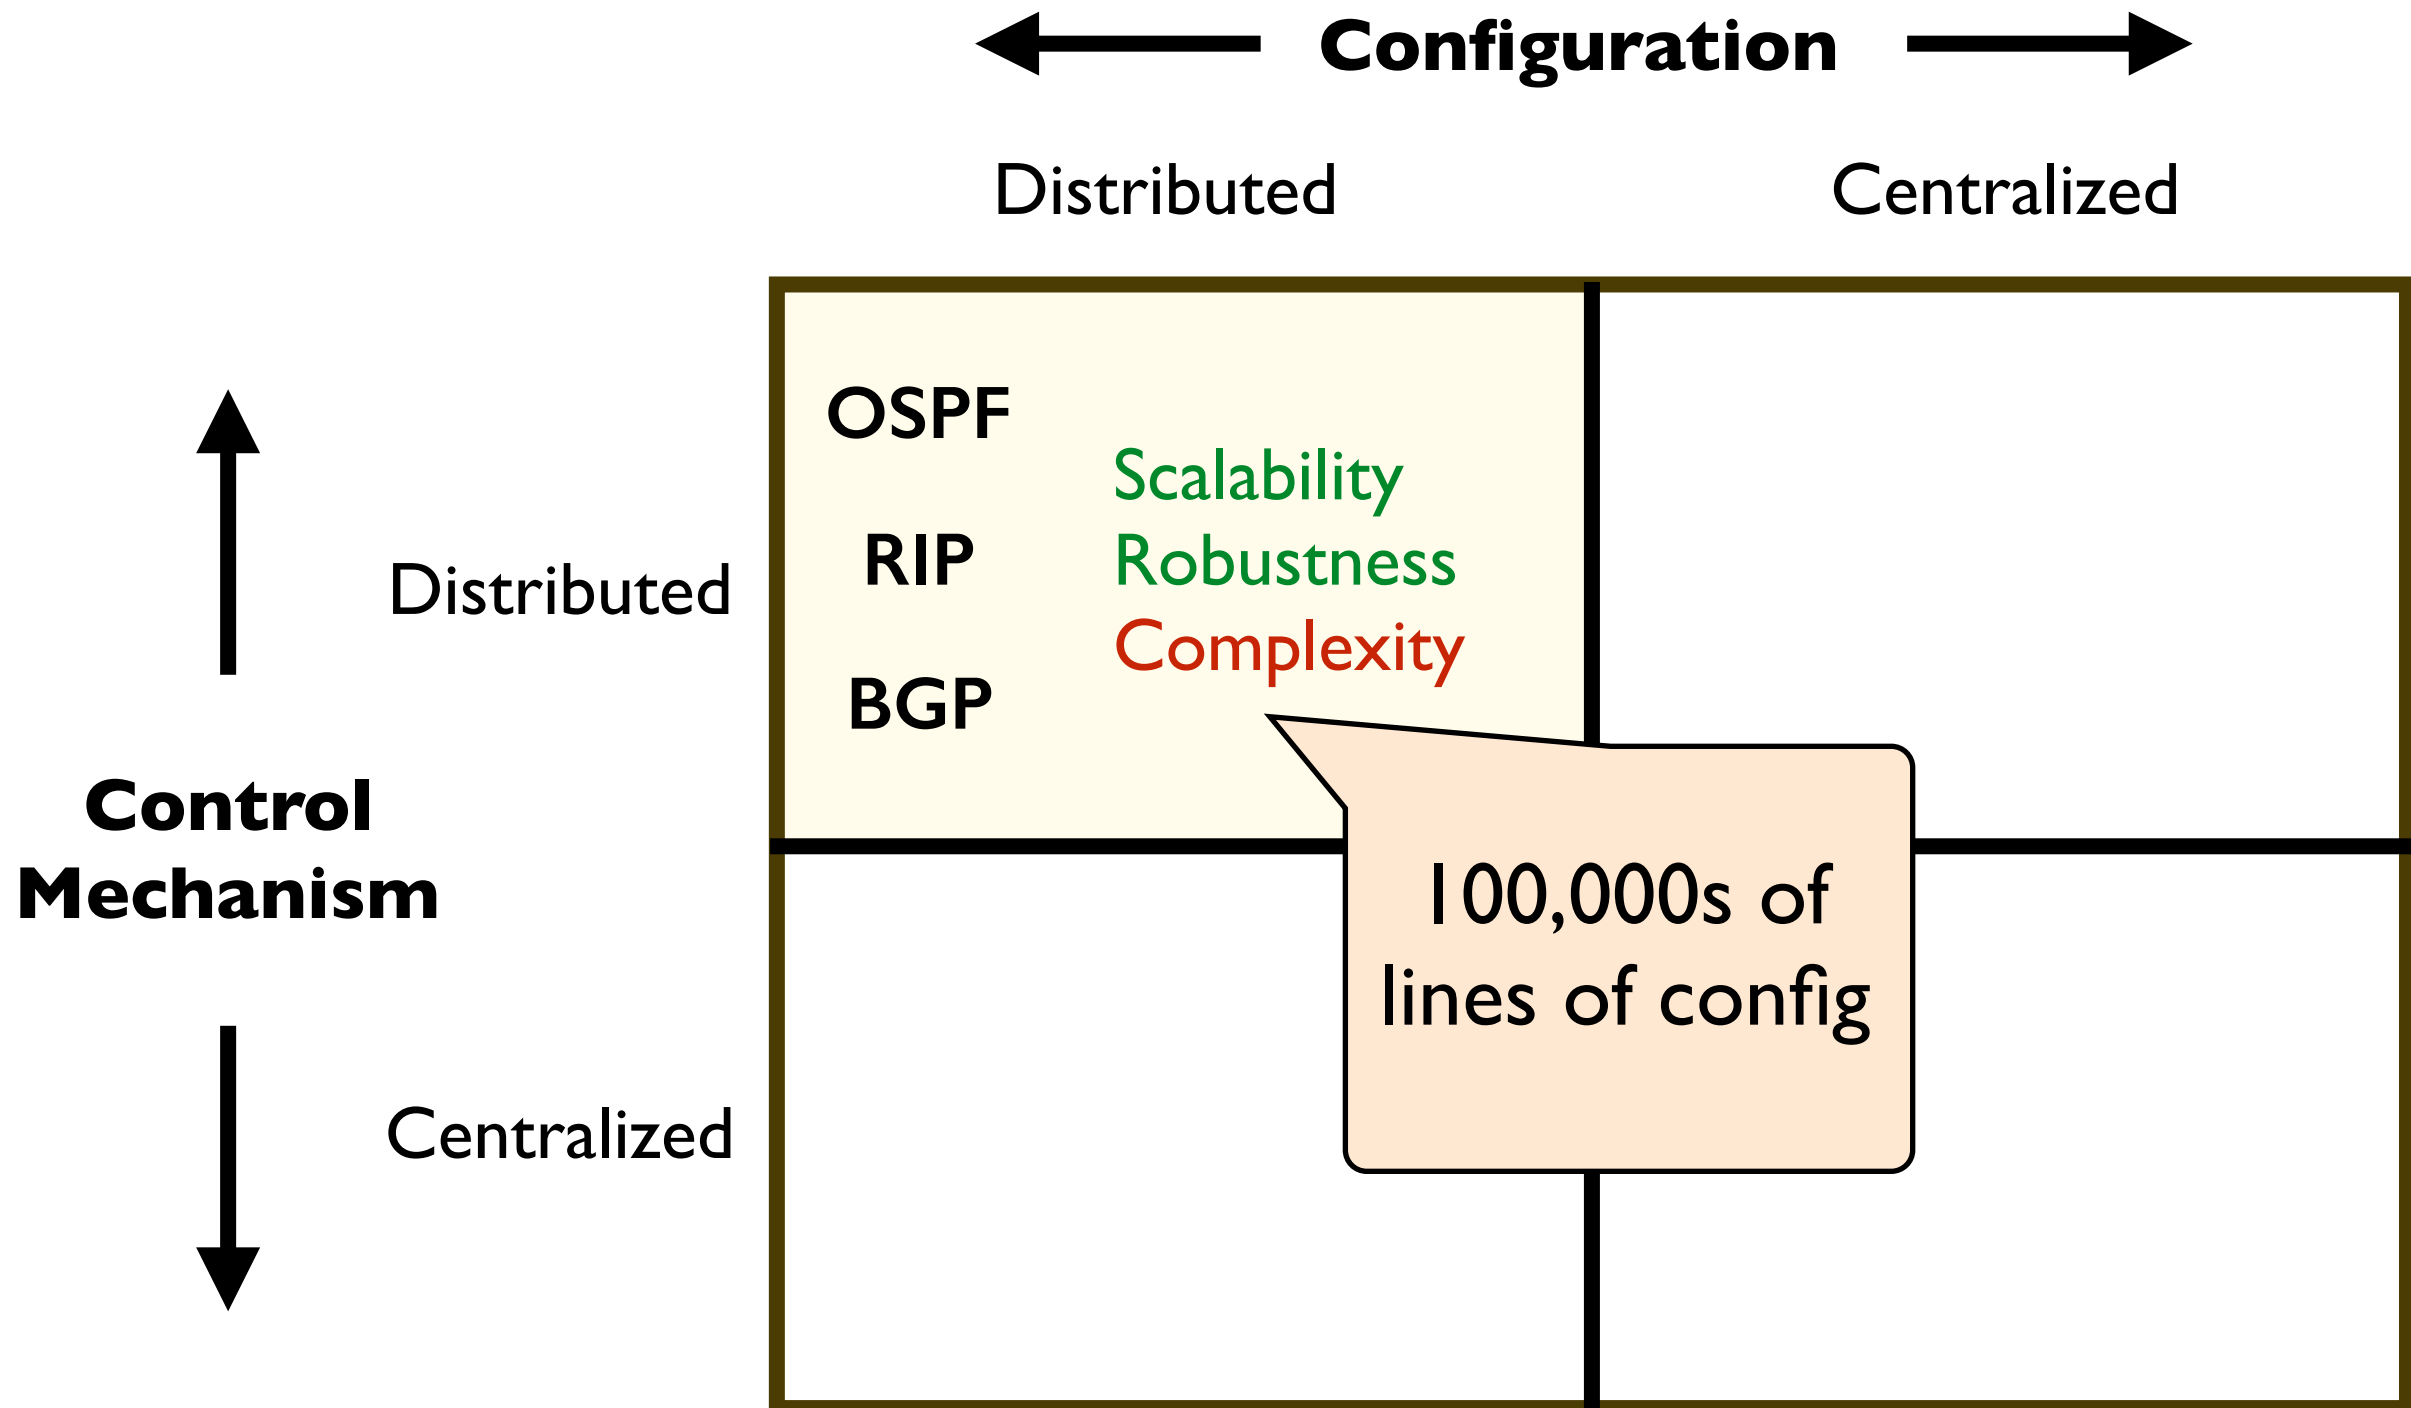 Configuration
Distributed
Centralized
Control
Mechanism
Distributed
Centralized
OSPF
RIP
BGP
Scalability
Robustness
Complexity
100,000s of
lines of config